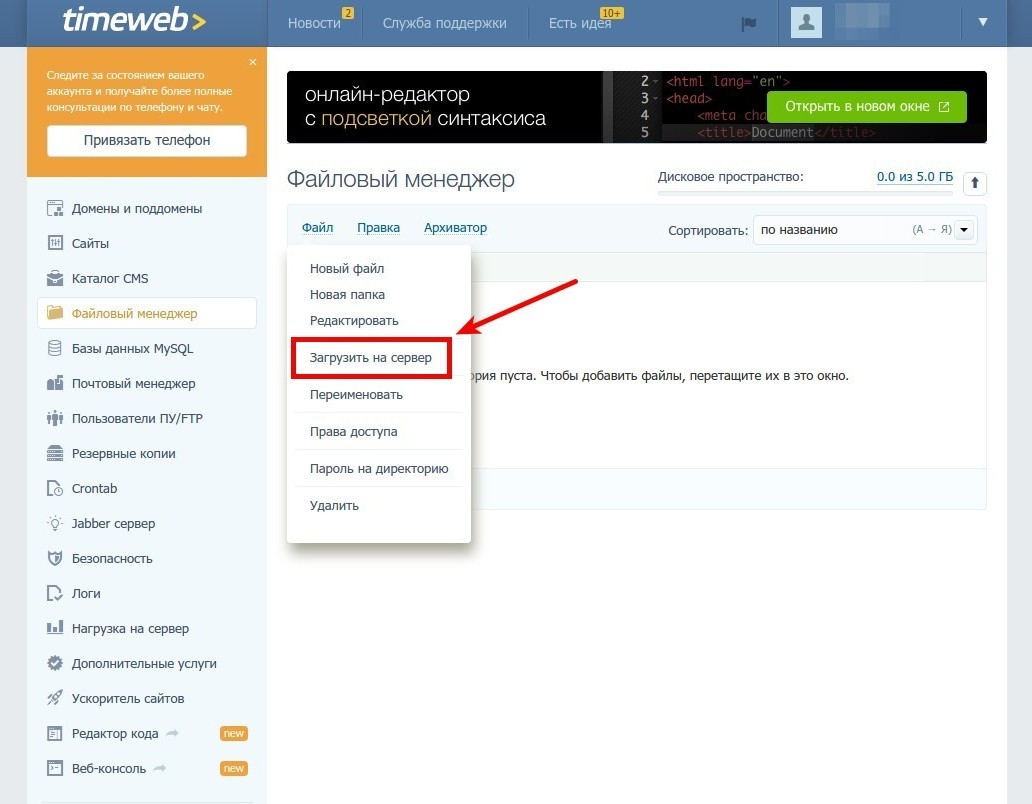 timeweb>
Новости 2
Служба поддержки
Есть идея 10+
×
Следите за состоянием вашего
аккаунта и получайте более полные
консультации по телефону и чату.
Привязать телефон
Домены и поддомены
Сайты
Каталог CMS
Файловый менеджер
Базы данных MySQL
Почтовый менеджер
Пользователи ПУ/FTP
Резервные копии
Crontab
Jabber сервер
Безопасность
Логи
Нагрузка на сервер
Дополнительные услуги
Ускоритель сайтов
Редактор кода new
Веб-консоль new
онлайн-редактор
с подсветкой синтаксиса
2 <html lang="en">
3 <head>
4 <meta cha
5 <title>Document</title>
Открыть в новом окне
Файловый менеджер
Дисковое пространство: 0.0 из 5.0 ГБ
Файл Правка Архиватор
Сортировать: по названию (А → Я)
Новый файл
Новая папка
Редактировать
Загрузить на сервер
Переименовать
Права доступа
Пароль на директорию
Удалить
ория пуста. Чтобы добавить файлы, перетащите их в это окно.